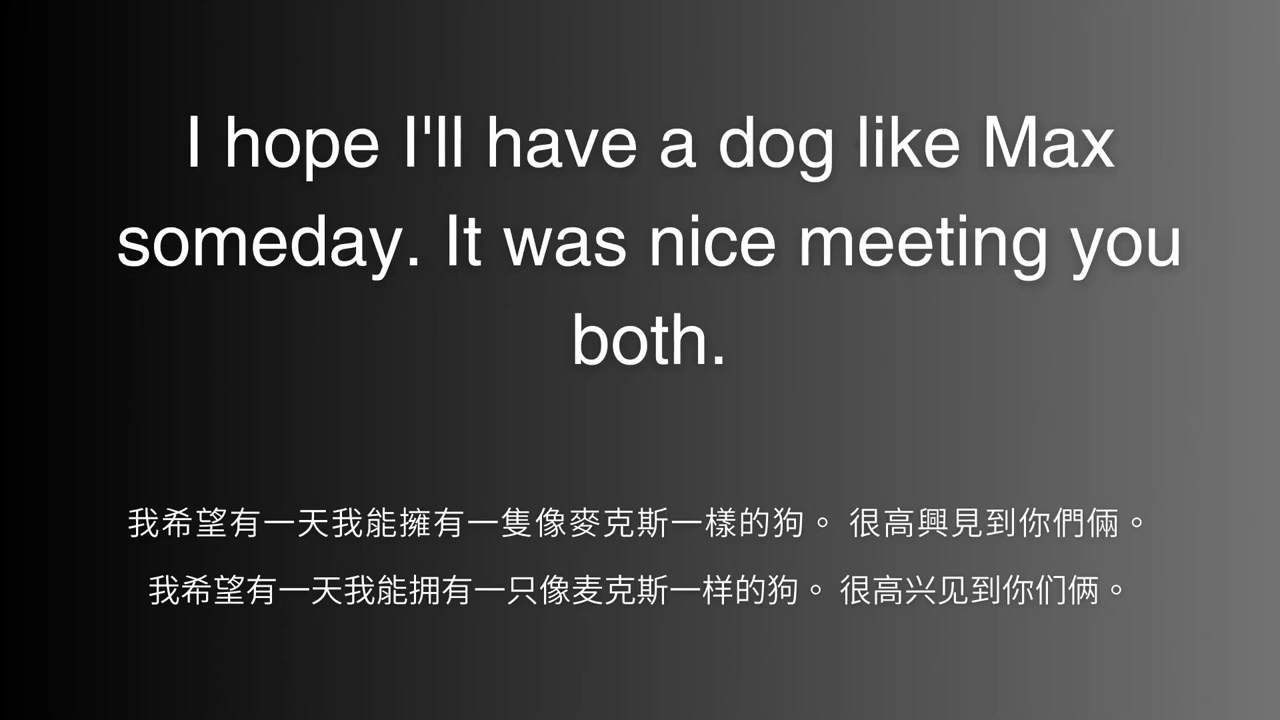 I hope I'll have a dog like Max
someday. It was nice meeting you
both.
我希望有一天我能擁有一隻像麥克斯一樣的狗。 很高興見到你們倆。
我希望有一天我能拥有一只像麦克斯一样的狗。 很高兴见到你们俩。